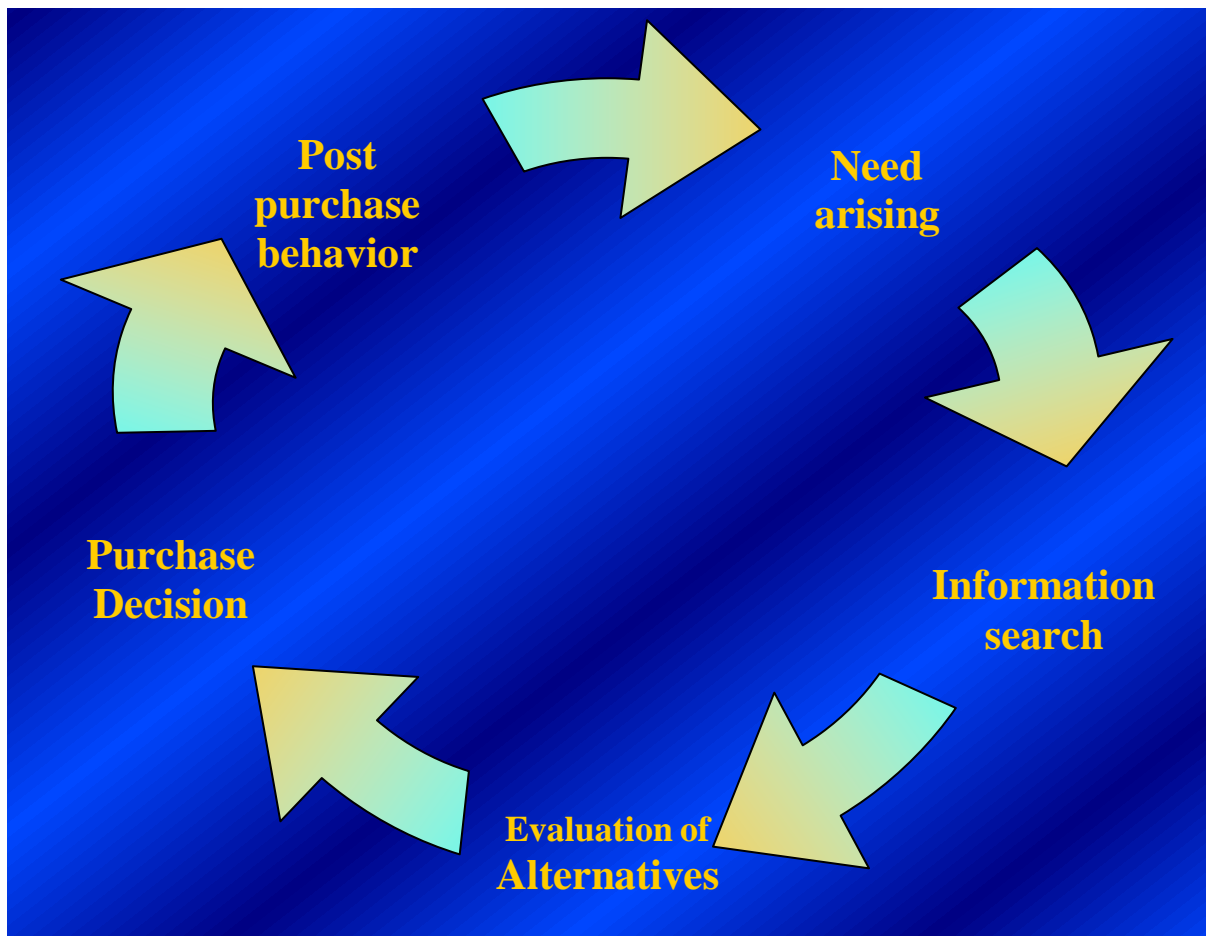 Post
purchase
behavior
Need
arising
Purchase
Decision
Information
search
Evaluation of
Alternatives